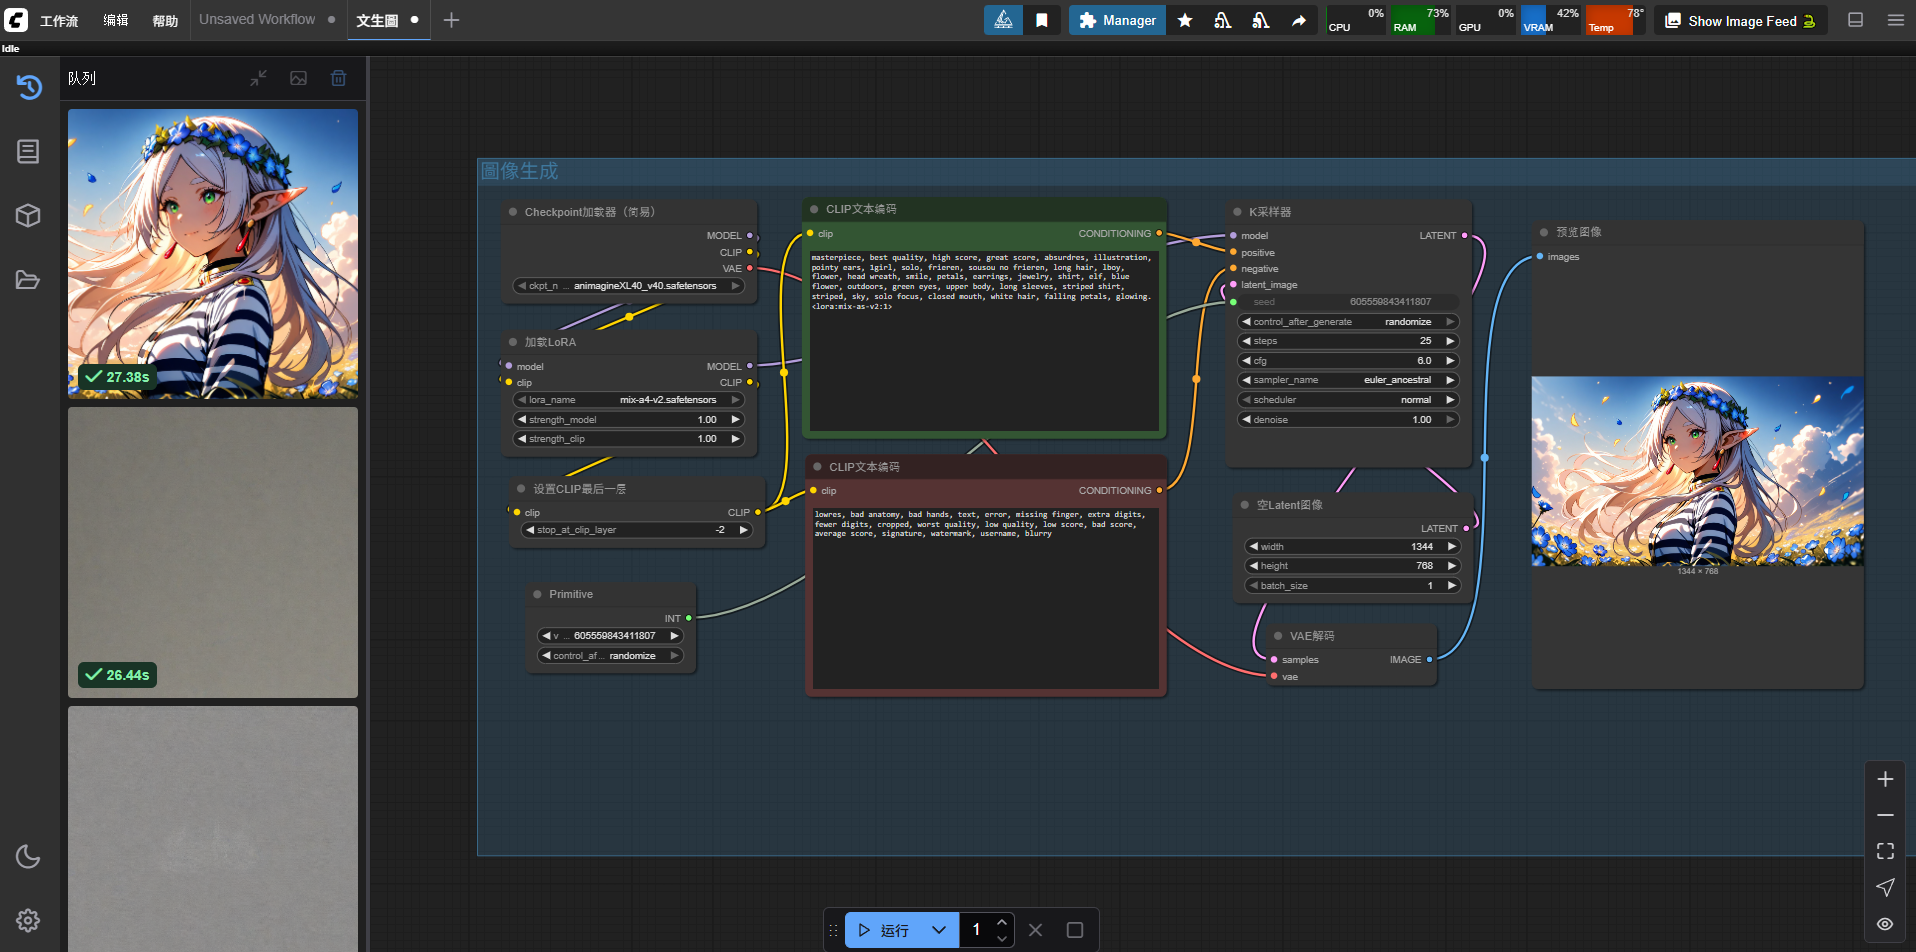 工作流
编辑
帮助
Unsaved Workflow
文生圖
Manager
0%
CPU
73%
RAM
0%
GPU
42%
VRAM
78°
Temp
Show Image Feed
Idle
队列
27.38s
26.44s
圖像生成
Checkpoint加载器（简易）
MODEL
CLIP
VAE
ckpt_n ... animagineXL40_v40.safetensors
加载LoRA
model MODEL
clip CLIP
lora_name mix-a4-v2.safetensors
strength_model 1.00
strength_clip 1.00
设置CLIP最后一层
clip CLIP
stop_at_clip_layer -2
Primitive
INT
v ... 605559843411807
control_af... randomize
CLIP文本编码
clip CONDITIONING
masterpiece, best quality, high score, great score, absurdres, illustration,
pointy ears, 1girl, solo, frieren, sousou no frieren, long hair, 1boy,
flower, head wreath, smile, petals, earrings, jewelry, shirt, elf, blue
flower, outdoors, green eyes, upper body, long sleeves, striped shirt,
striped, sky, solo focus, closed mouth, white hair, falling petals, glowing.
<lora:mix-as-v2:1>
CLIP文本编码
clip CONDITIONING
lowres, bad anatomy, bad hands, text, error, missing finger, extra digits,
fewer digits, cropped, worst quality, low quality, low score, bad score,
average score, signature, watermark, username, blurry
K采样器
model LATENT
positive
negative
latent_image
seed 605559843411807
control_after_generate randomize
steps 25
cfg 6.0
sampler_name euler_ancestral
scheduler normal
denoise 1.00
空Latent图像
LATENT
width 1344
height 768
batch_size 1
VAE解码
samples IMAGE
vae
预览图像
images
1344 × 768
运行
1